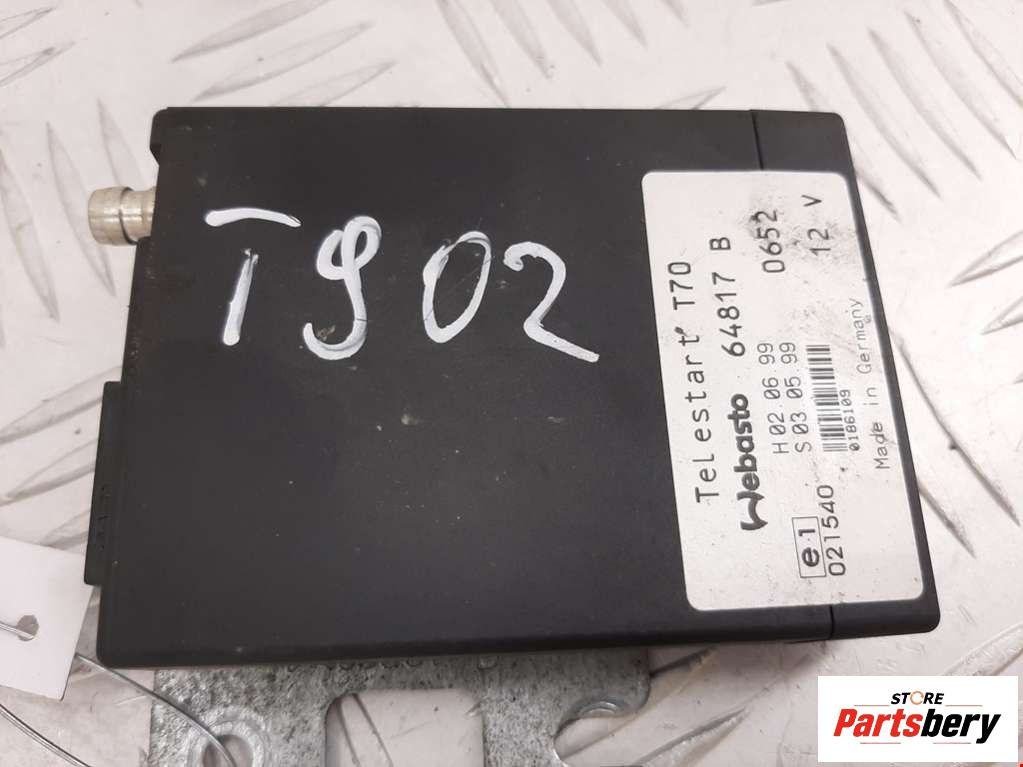 T902
Telestart T70
Webasto 64817 B
H 02.06.99 0652
S 03.05.99
e1
021540 12 V
0186109
Made in Germany
STORE
Partsbery